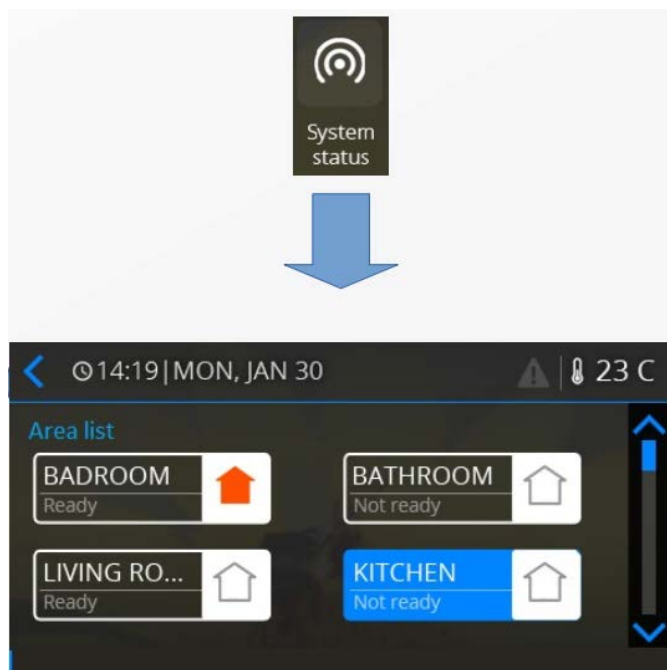 System
status
14:19|MON, JAN 30
23 C
Area list
BADROOM
Ready
BATHROOM
Not ready
LIVING RO...
Ready
KITCHEN
Not ready